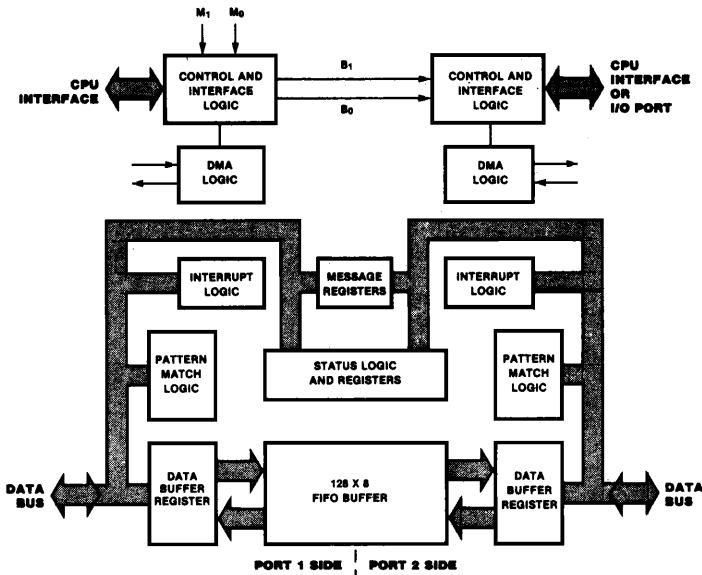 M1 M0
CPU
INTERFACE
CONTROL AND
INTERFACE
LOGIC
B1
B0
CONTROL AND
INTERFACE
LOGIC
CPU
INTERFACE
OR
I/O PORT
DMA
LOGIC
DMA
LOGIC
INTERRUPT
LOGIC
MESSAGE
REGISTERS
INTERRUPT
LOGIC
PATTERN
MATCH
LOGIC
STATUS LOGIC
AND REGISTERS
PATTERN
MATCH
LOGIC
DATA
BUS
DATA
BUFFER
REGISTER
128 X 8
FIFO BUFFER
DATA
BUFFER
REGISTER
DATA
BUS
PORT 1 SIDE PORT 2 SIDE